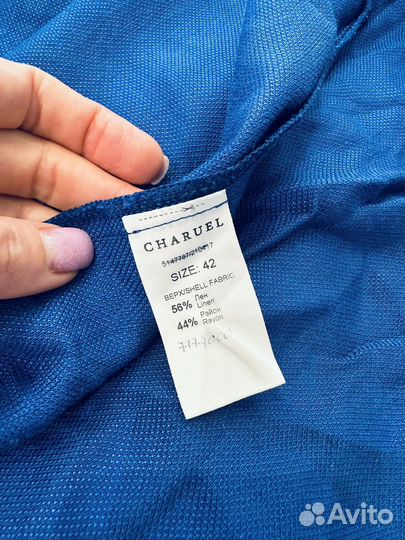 CHARUEL
SIZE: 42
ВЕРХ/SHELL FABRIC
56% Лен
Linen
44% Район
Rayon
Avito